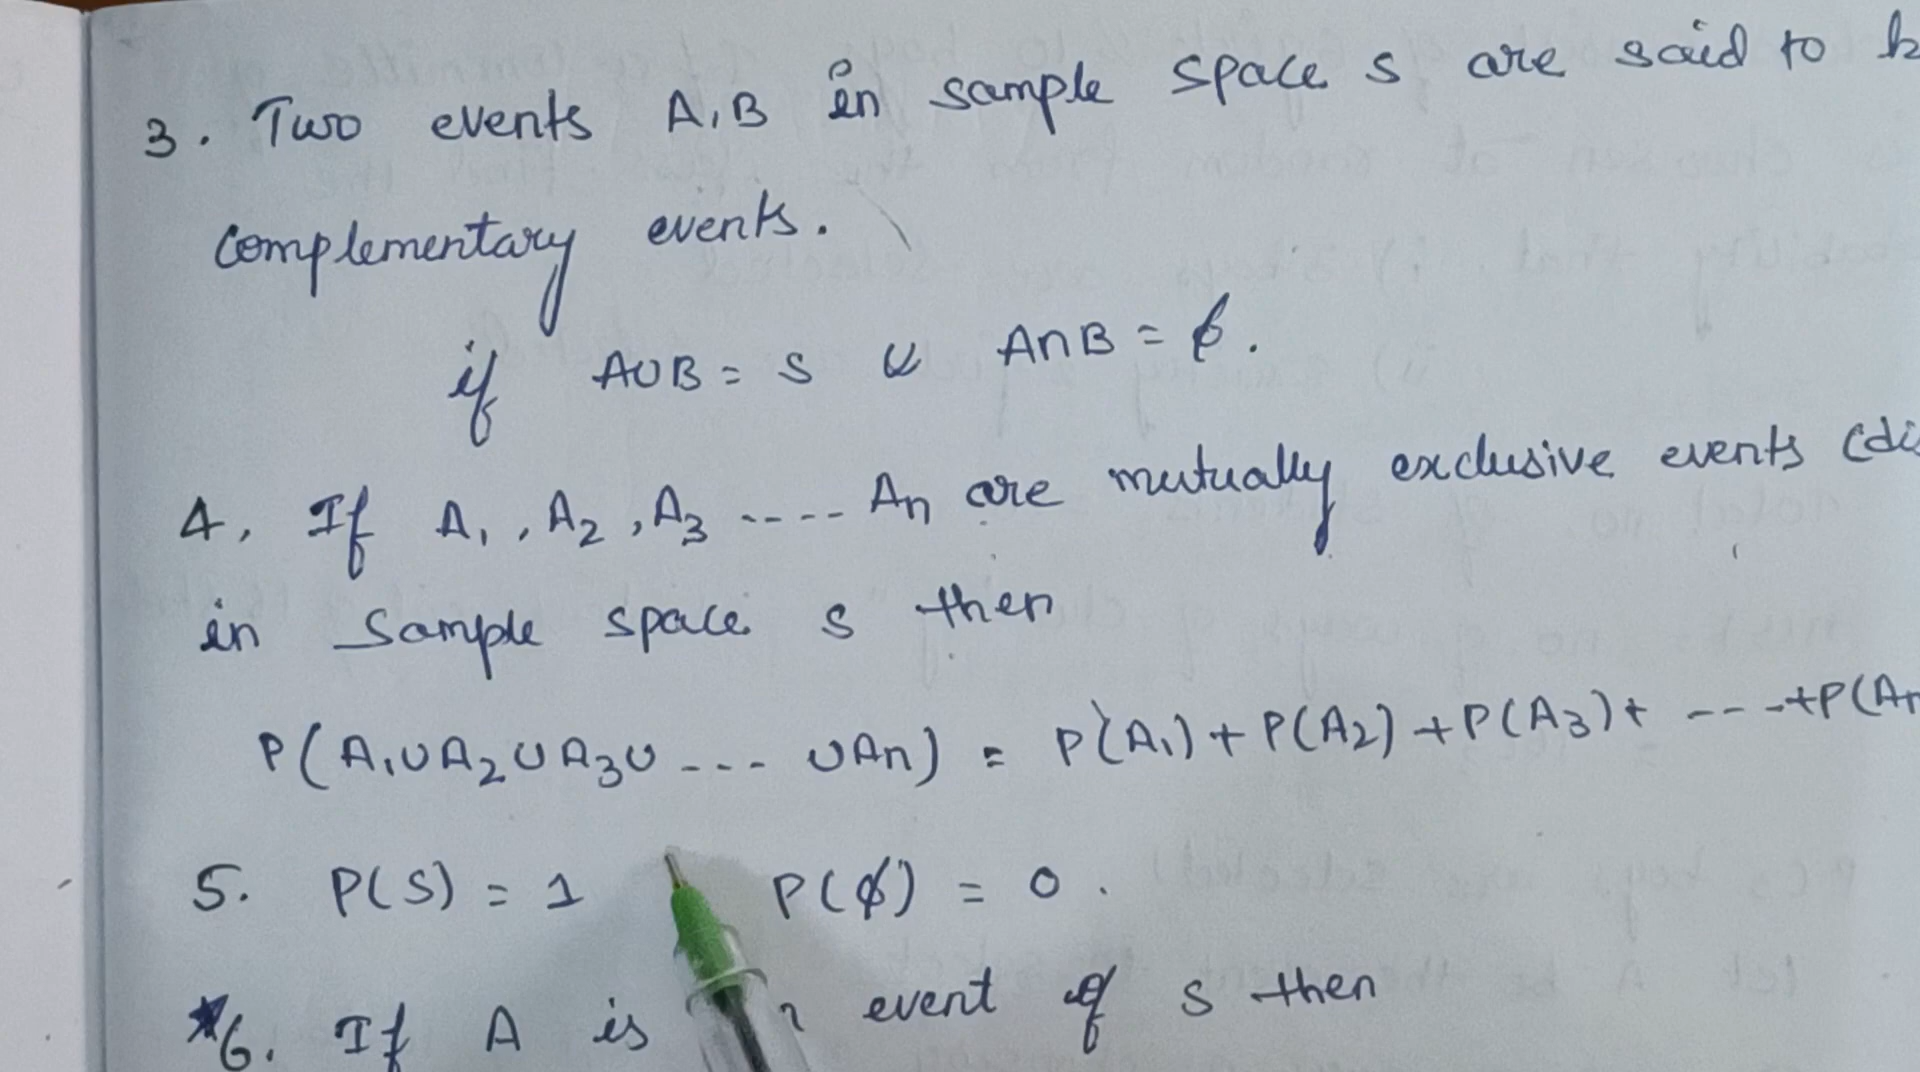 3. Two events A,B in sample space s are said to
complementary events.
if A∪B = s & A∩B = ϕ.
4. If A₁, A₂, A₃ ---- An are mutually exclusive events
in sample space s then
P(A₁∪A₂∪A₃∪--- ∪An) = P(A₁) + P(A₂) + P(A₃) + --- + P(An
5. P(S) = 1 P(ϕ) = 0.
*6. If A is event of s then